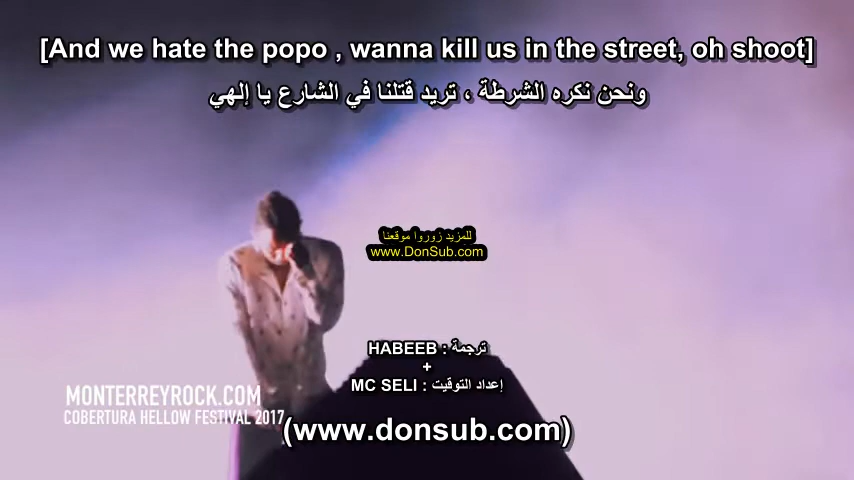 [And we hate the popo , wanna kill us in the street, oh shoot]
ونحن نكره الشرطة ، تريد قتلنا في الشارع يا إلهي
للمزيد زوروا موقعنا
www.DonSub.com
ترجمة : HABEEB
+
إعداد التوقيت : MC SELI
MONTERREYROCK.COM
COBERTURA HELLOW FESTIVAL 2017
(www.donsub.com)